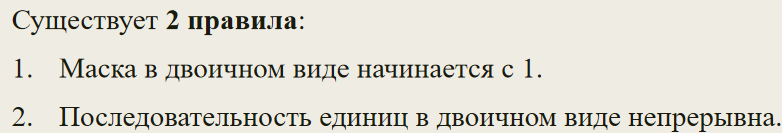 Существует 2 правила:
1. Маска в двоичном виде начинается с 1.
2. Последовательность единиц в двоичном виде непрерывна.